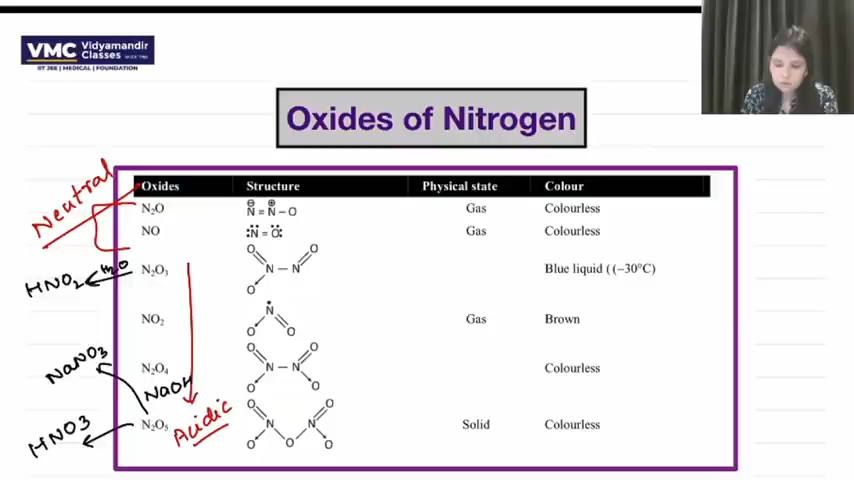 VMC Vidyamandir Classes
SINCE 1986
IIT JEE | MEDICAL | FOUNDATION
Oxides of Nitrogen
Neutral
Oxides Structure Physical state Colour
N₂O N = N – O Gas Colourless
NO :N = O: Gas Colourless
N₂O₃ O O N – N O Blue liquid ((−30°C)
HNO₂ H₂O
NO₂ N O O Gas Brown
N₂O₄ O O N – N O O Colourless
NaNO₃
NaOH
N₂O₅ O O N N O O O Solid Colourless
Acidic
HNO3